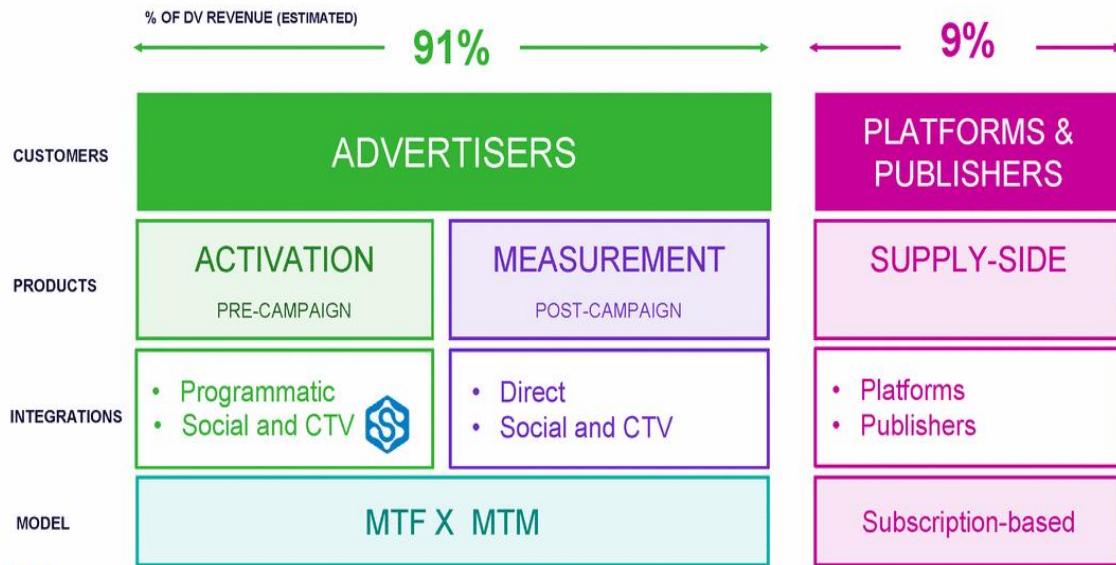 % OF DV REVENUE (ESTIMATED)
91%
9%
CUSTOMERS
ADVERTISERS
PLATFORMS &
PUBLISHERS
PRODUCTS
ACTIVATION
PRE-CAMPAIGN
MEASUREMENT
POST-CAMPAIGN
SUPPLY-SIDE
INTEGRATIONS
• Programmatic
• Social and CTV
• Direct
• Social and CTV
• Platforms
• Publishers
MODEL
MTF X MTM
Subscription-based